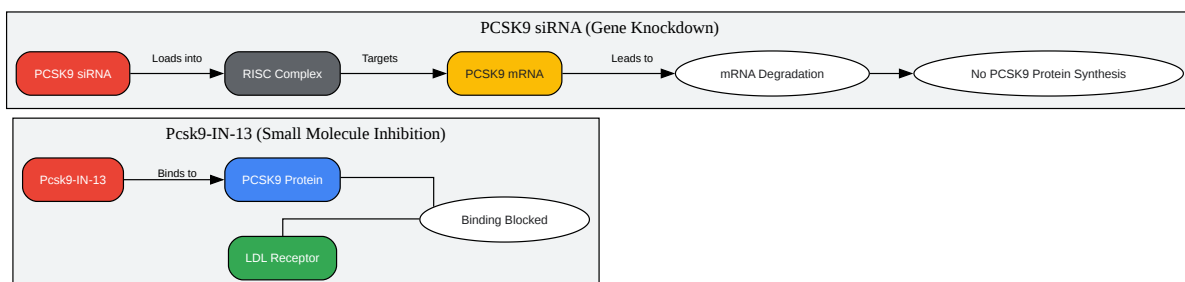 PCSK9 siRNA (Gene Knockdown)
PCSK9 siRNA
Loads into
RISC Complex
Targets
PCSK9 mRNA
Leads to
mRNA Degradation
No PCSK9 Protein Synthesis
Pcsk9-IN-13 (Small Molecule Inhibition)
Pcsk9-IN-13
Binds to
PCSK9 Protein
Binding Blocked
LDL Receptor